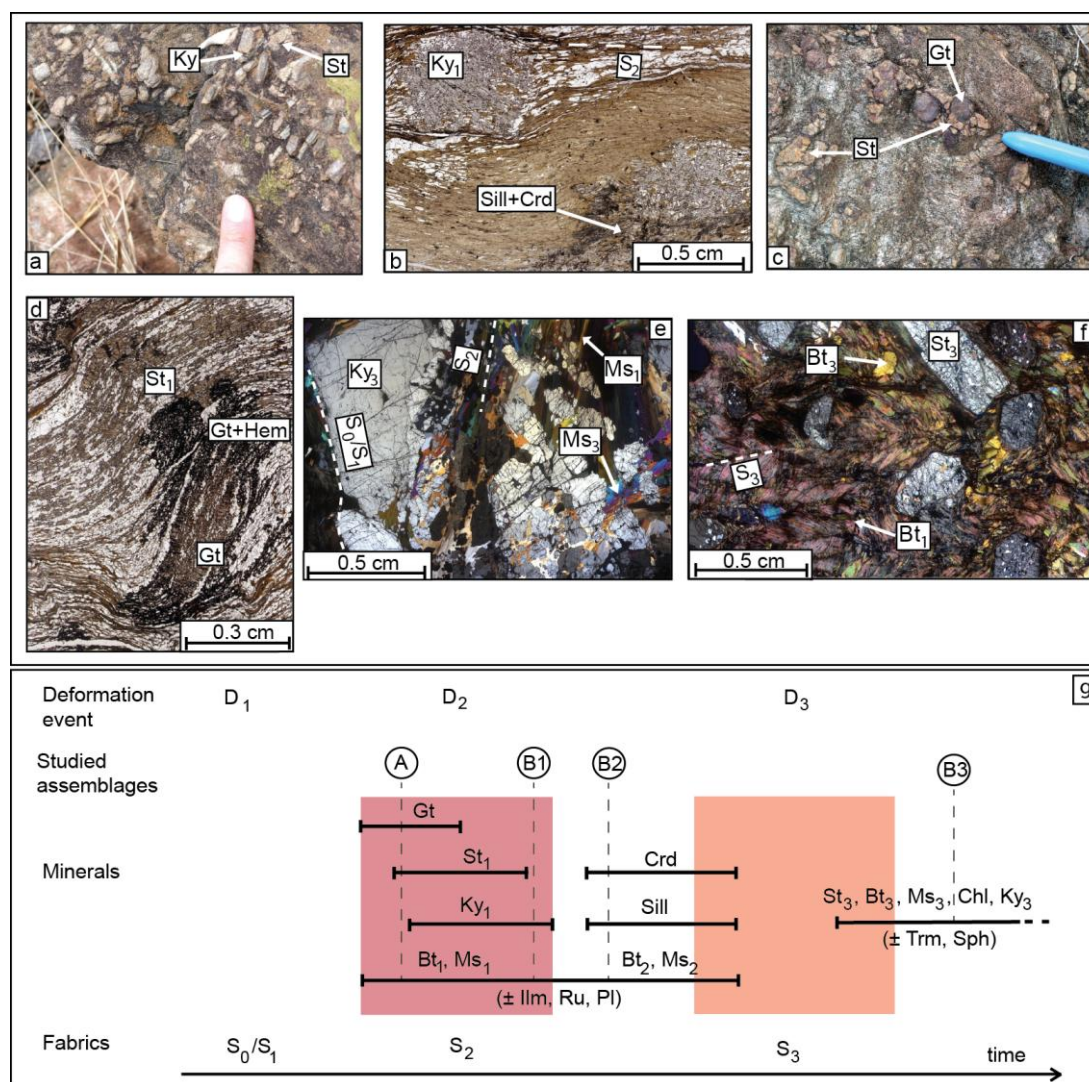 Ky
St
a
Ky₁
S₂
Sill+Crd
0.5 cm
b
Gt
St
c
d
St₁
Gt+Hem
Gt
0.3 cm
e
Ky₃
S₂
Ms₁
S₀/S₁
Ms₃
0.5 cm
f
Bt₃
St₃
S₃
Bt₁
0.5 cm
g
Deformation event D₁ D₂ D₃
Studied assemblages A B1 B2 B3
Gt
Minerals St₁ Crd
St₃, Bt₃, Ms₃, Chl, Ky₃
Ky₁ Sill
(± Trm, Sph)
Bt₁, Ms₁ Bt₂, Ms₂
(± Ilm, Ru, Pl)
Fabrics S₀/S₁ S₂ S₃ time